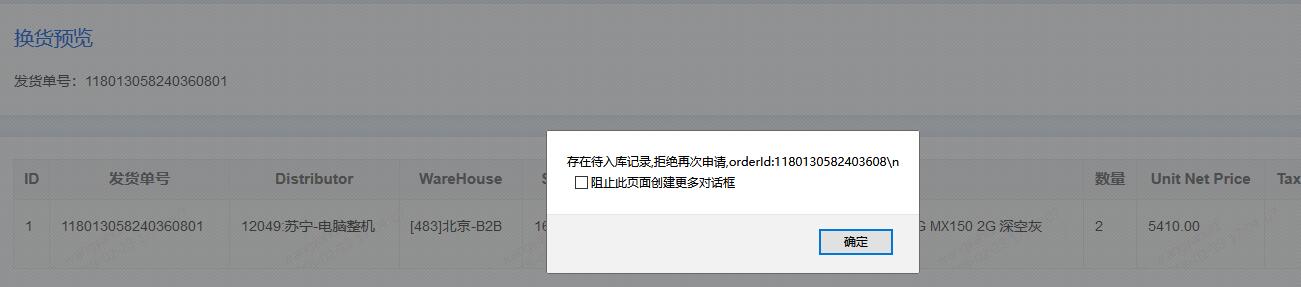 换货预览
发货单号：118013058240360801
存在待入库记录,拒绝再次申请,orderId:1180130582403608\n
阻止此页面创建更多对话框
确定
ID 发货单号 Distributor WareHouse S 数量 Unit Net Price Tax
1 118013058240360801 12049 苏宁-电脑整机 [483]北京-B2B 16 G MX150 2G 深空灰 2 5410.00